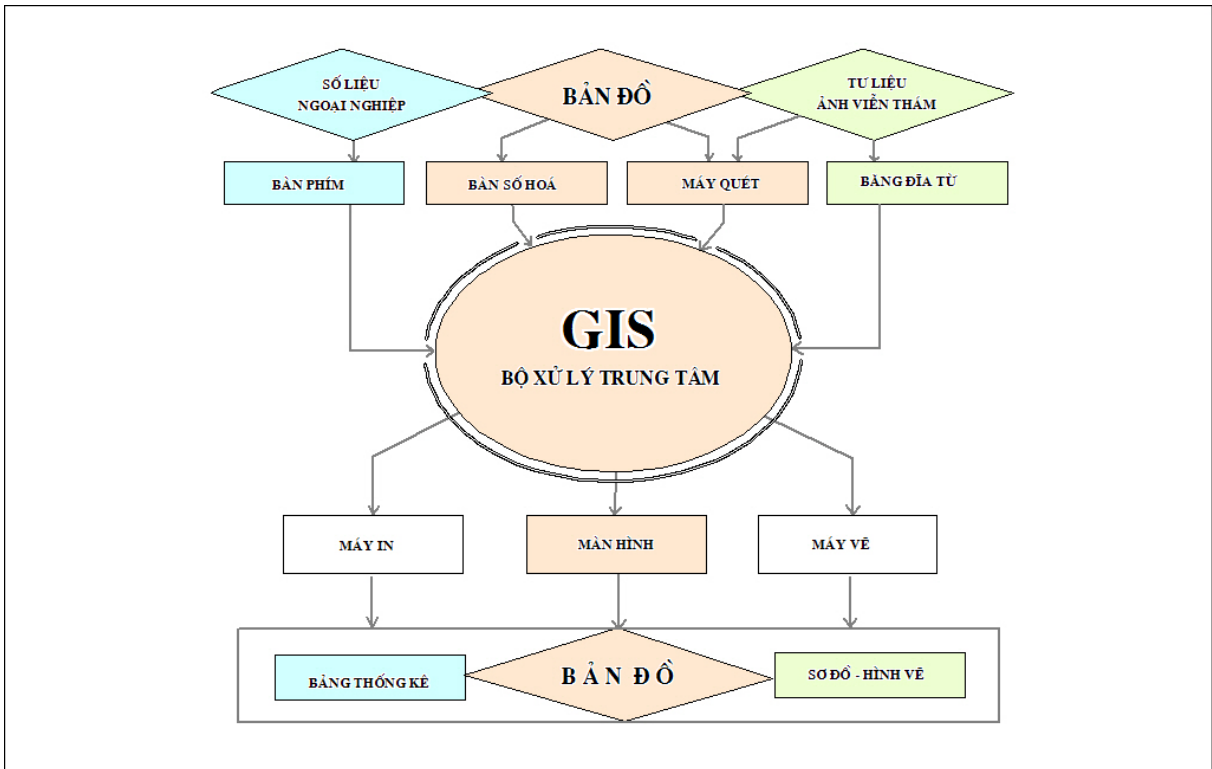 SỐ LIỆU
NGOẠI NGHIỆP
BẢN ĐỒ
TƯ LIỆU
ẢNH VIỄN THÁM
BÀN PHÍM
BÀN SỐ HOÁ
MÁY QUÉT
BĂNG ĐĨA TỪ
GIS
BỘ XỬ LÝ TRUNG TÂM
MÁY IN
MÀN HÌNH
MÁY VẼ
BẢNG THỐNG KÊ
BẢN ĐỒ
SƠ ĐỒ - HÌNH VẼ